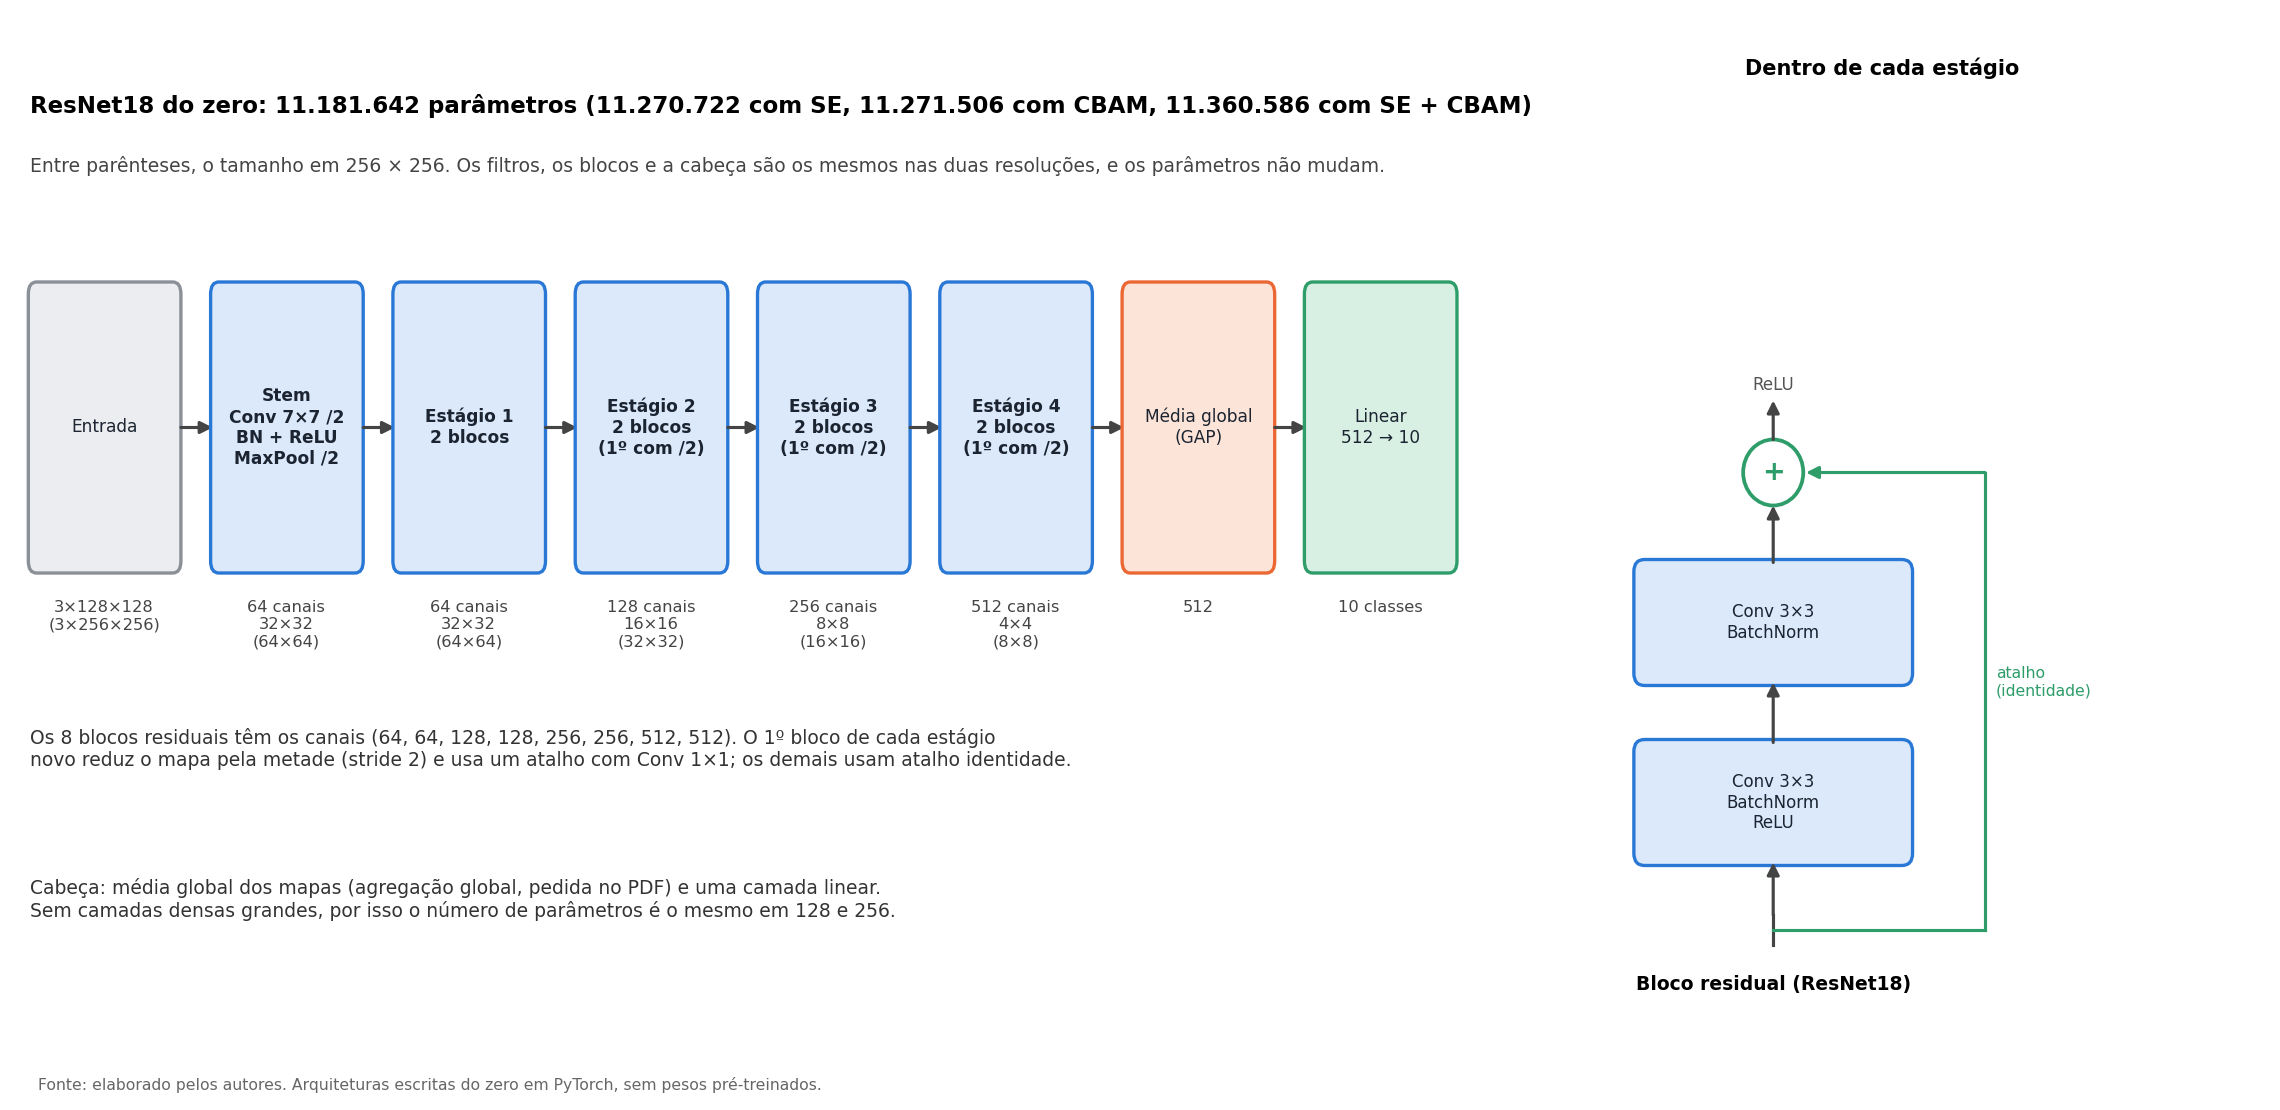 Dentro de cada estágio
ResNet18 do zero: 11.181.642 parâmetros (11.270.722 com SE, 11.271.506 com CBAM, 11.360.586 com SE + CBAM)
Entre parênteses, o tamanho em 256 × 256. Os filtros, os blocos e a cabeça são os mesmos nas duas resoluções, e os parâmetros não mudam.
Entrada
Stem
Conv 7×7 /2
BN + ReLU
MaxPool /2
Estágio 1
2 blocos
Estágio 2
2 blocos
(1º com /2)
Estágio 3
2 blocos
(1º com /2)
Estágio 4
2 blocos
(1º com /2)
Média global
(GAP)
Linear
512 → 10
3×128×128
(3×256×256)
64 canais
32×32
(64×64)
64 canais
32×32
(64×64)
128 canais
16×16
(32×32)
256 canais
8×8
(16×16)
512 canais
4×4
(8×8)
512
10 classes
Os 8 blocos residuais têm os canais (64, 64, 128, 128, 256, 256, 512, 512). O 1º bloco de cada estágio
novo reduz o mapa pela metade (stride 2) e usa um atalho com Conv 1×1; os demais usam atalho identidade.
Cabeça: média global dos mapas (agregação global, pedida no PDF) e uma camada linear.
Sem camadas densas grandes, por isso o número de parâmetros é o mesmo em 128 e 256.
ReLU
+
Conv 3×3
BatchNorm
atalho
(identidade)
Conv 3×3
BatchNorm
ReLU
Bloco residual (ResNet18)
Fonte: elaborado pelos autores. Arquiteturas escritas do zero em PyTorch, sem pesos pré-treinados.